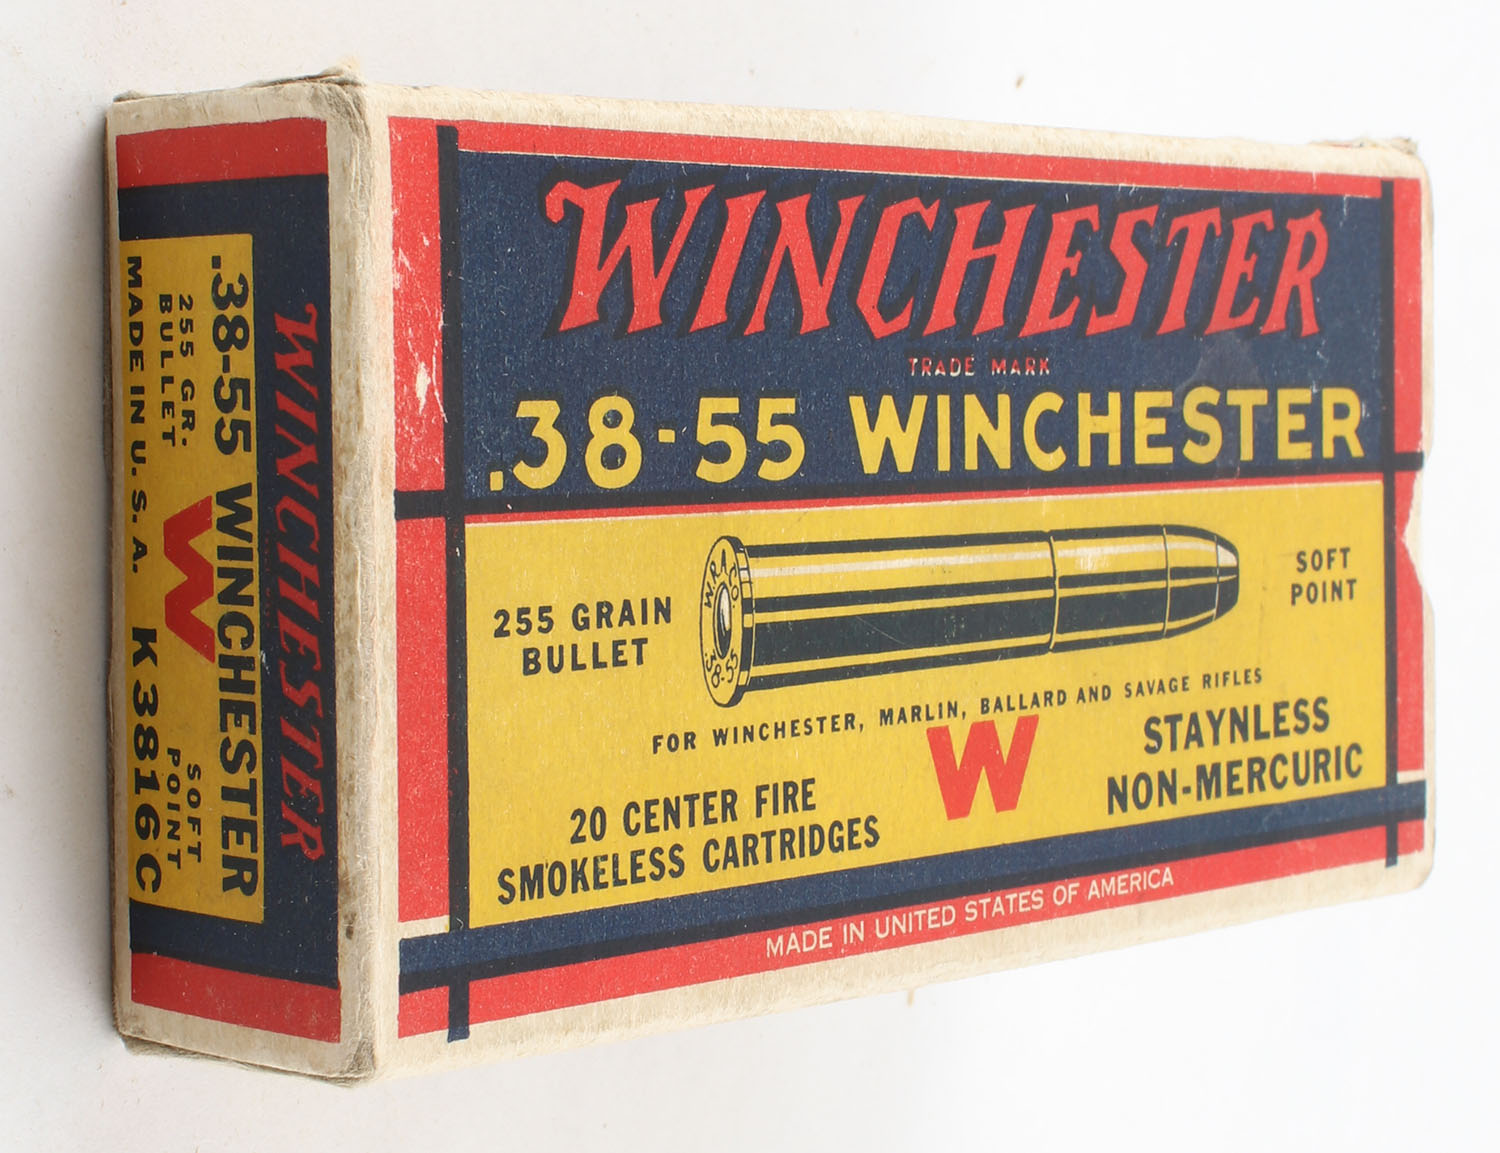 WINCHESTER
TRADE MARK
.38-55 WINCHESTER
W.R.A.CO.
.38-55
255 GRAIN
BULLET
SOFT
POINT
FOR WINCHESTER, MARLIN, BALLARD AND SAVAGE RIFLES
W
20 CENTER FIRE
SMOKELESS CARTRIDGES
STAYNLESS
NON-MERCURIC
MADE IN UNITED STATES OF AMERICA
WINCHESTER
.38-55 WINCHESTER
255 GR.
BULLET
W
SOFT
POINT
MADE IN U.S.A.
K3816C